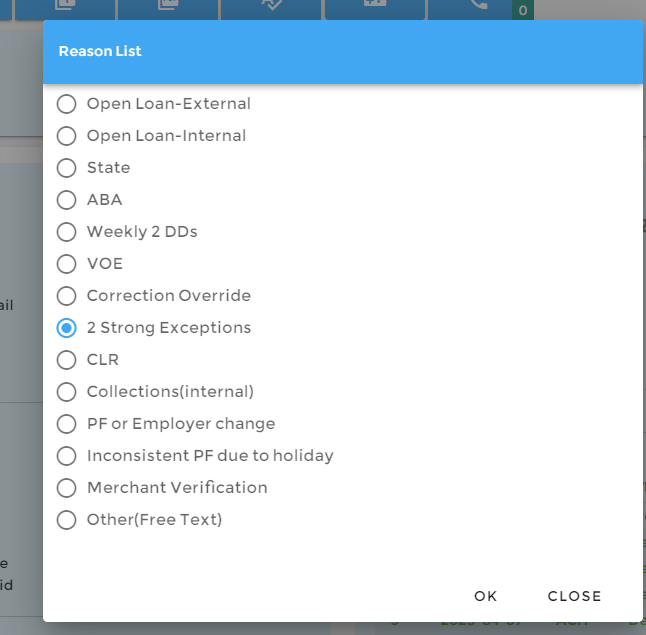 0
Reason List
Open Loan-External
Open Loan-Internal
State
ABA
Weekly 2 DDs
VOE
Correction Override
ail
2 Strong Exceptions
CLR
Collections(internal)
PF or Employer change
Inconsistent PF due to holiday
Merchant Verification
Other(Free Text)
e
id
OK CLOSE